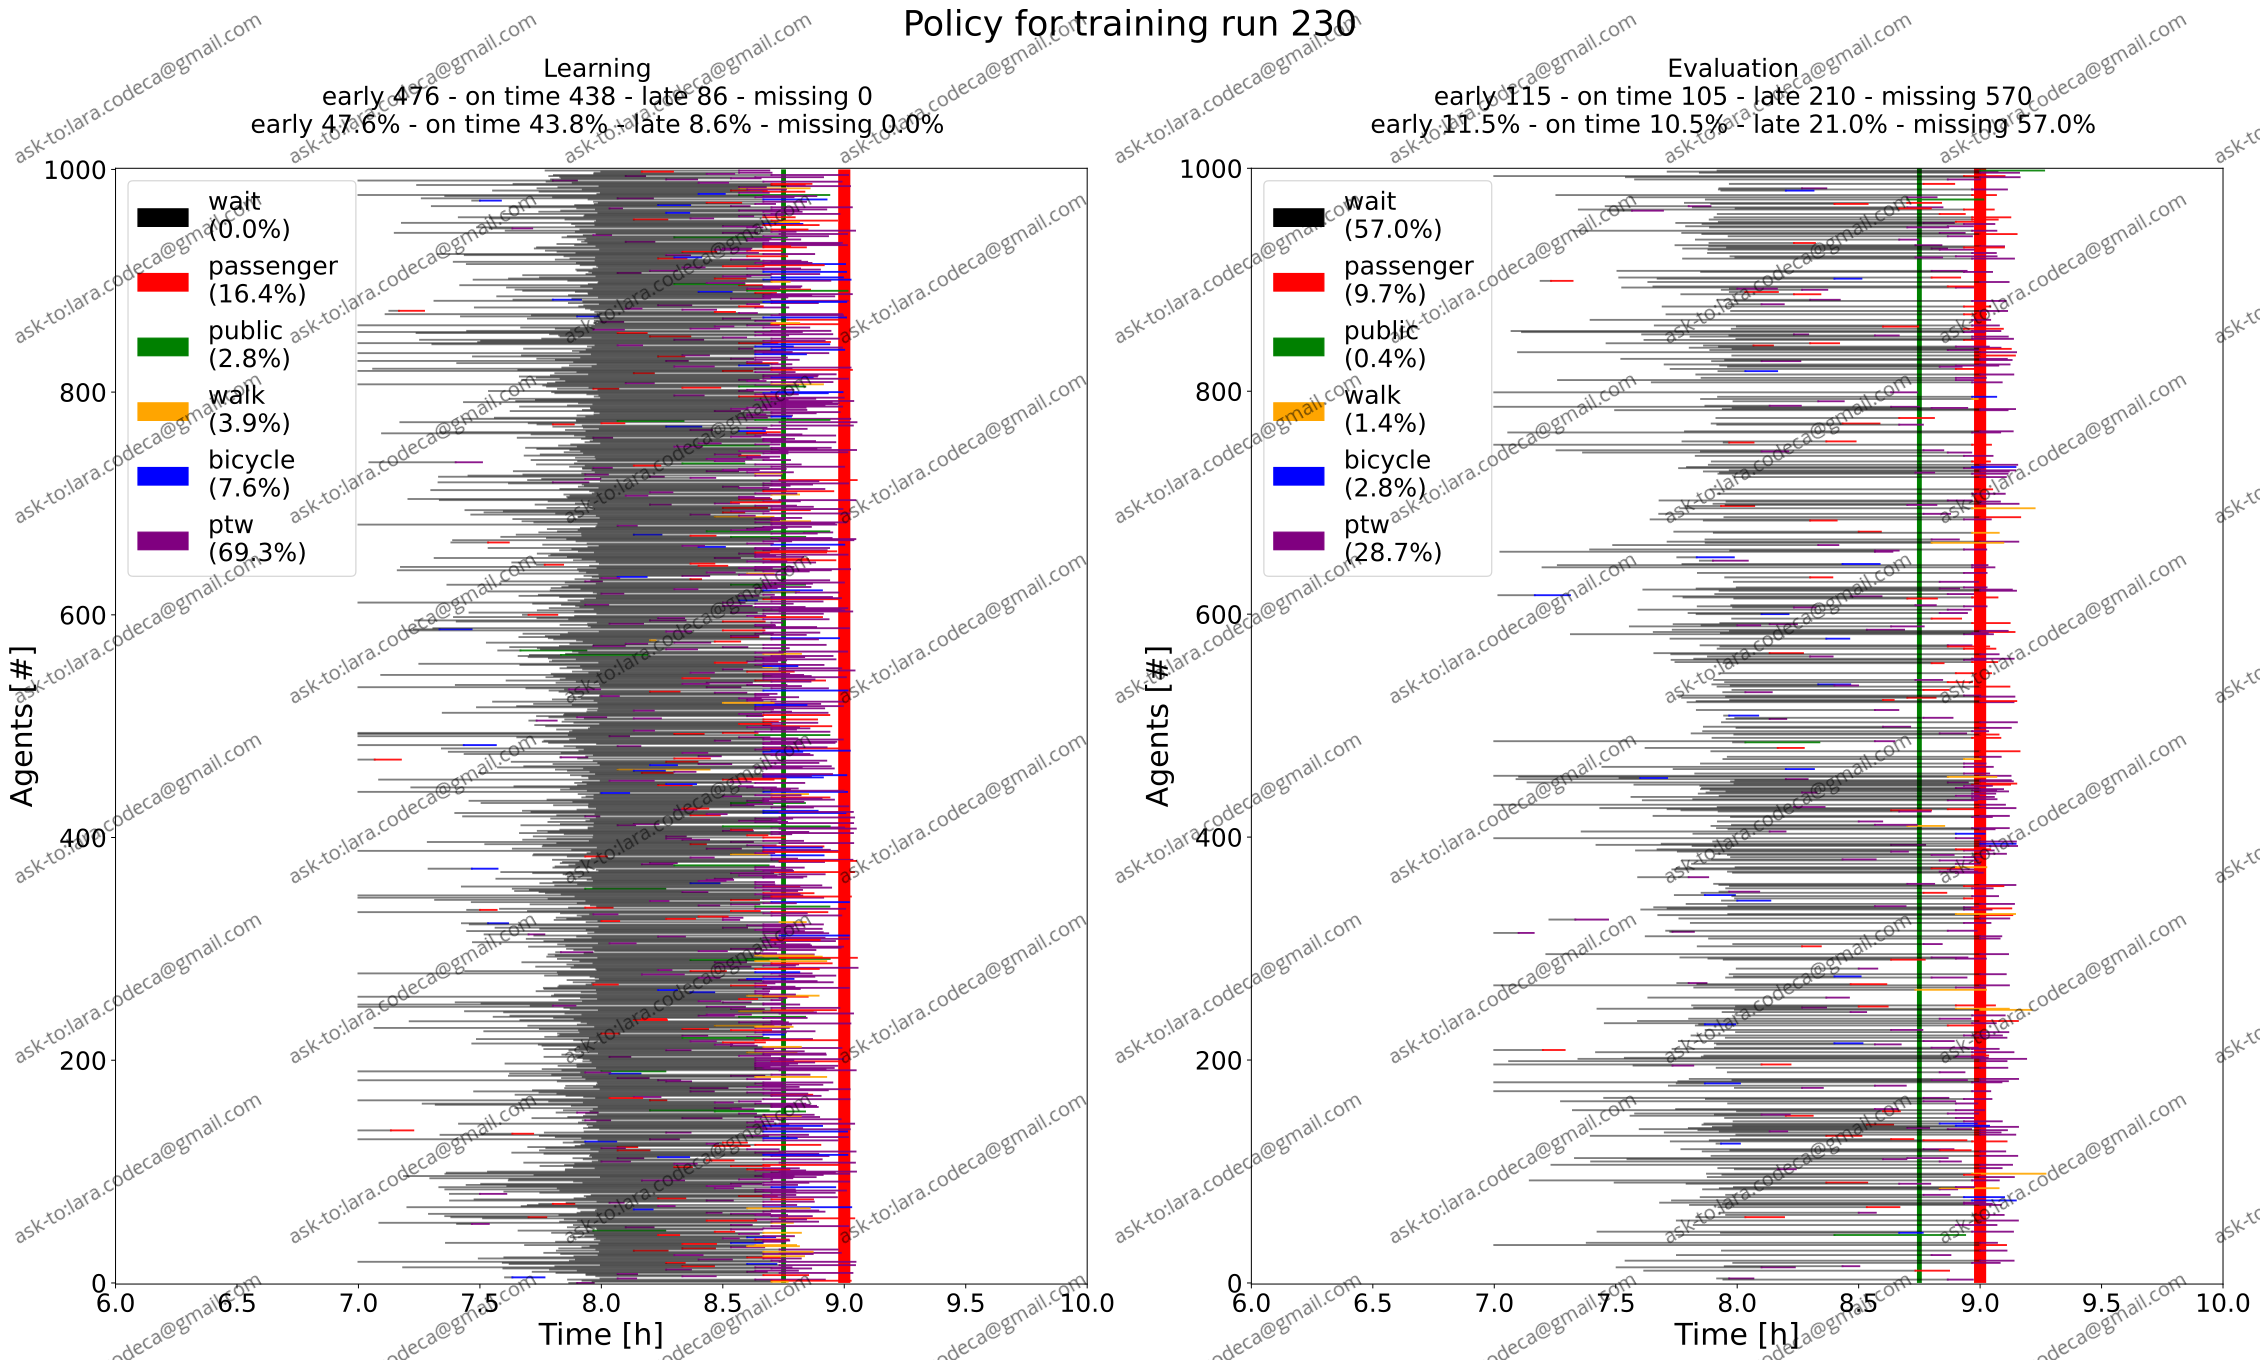 Policy for training run 230
Learning
early 476 - on time 438 - late 86 - missing 0
early 47.6% - on time 43.8% - late 8.6% - missing 0.0%
1000
800
600
400
200
0
Agents [#]
wait
(0.0%)
passenger
(16.4%)
public
(2.8%)
walk
(3.9%)
bicycle
(7.6%)
ptw
(69.3%)
6.0 6.5 7.0 7.5 8.0 8.5 9.0 9.5 10.0
Time [h]
Evaluation
early 115 - on time 105 - late 210 - missing 570
early 11.5% - on time 10.5% - late 21.0% - missing 57.0%
1000
800
600
400
200
0
Agents [#]
wait
(57.0%)
passenger
(9.7%)
public
(0.4%)
walk
(1.4%)
bicycle
(2.8%)
ptw
(28.7%)
6.0 6.5 7.0 7.5 8.0 8.5 9.0 9.5 10.0
Time [h]
ask-to:lara.codeca@gmail.com